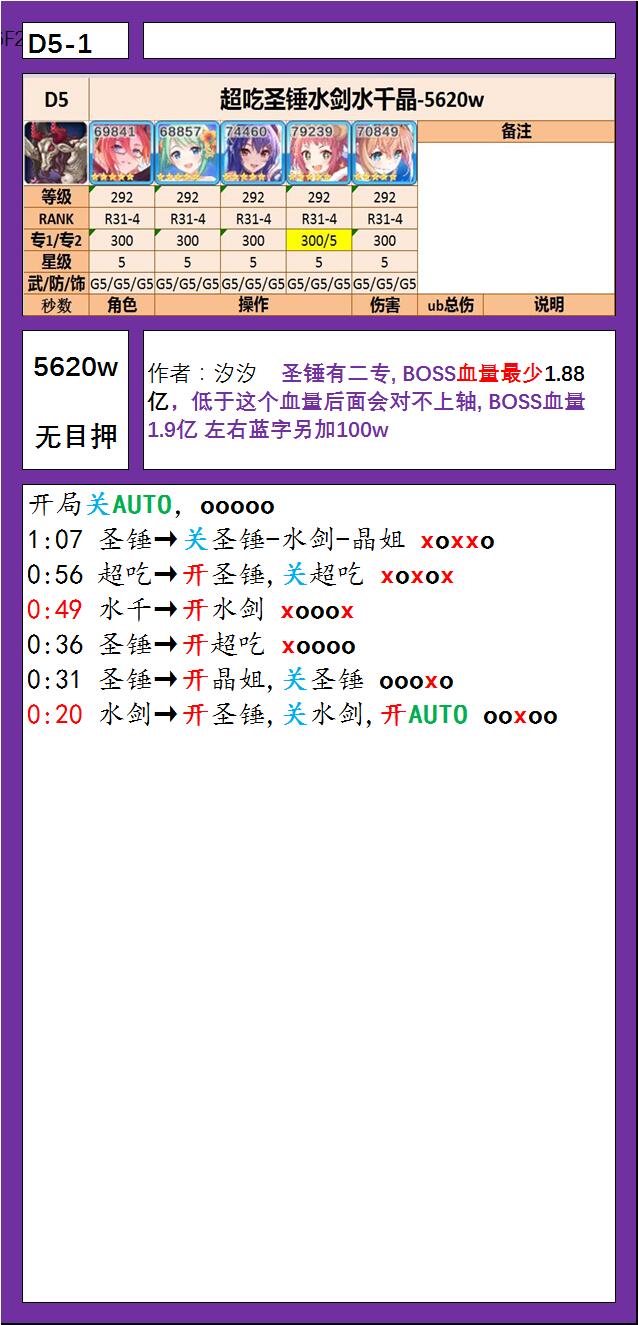 D5-1
D5 超吃圣锤水剑水千晶-5620w
69841 68857 74460 79239 70849 备注
等级 292 292 292 292 292
RANK R31-4 R31-4 R31-4 R31-4 R31-4
专1/专2 300 300 300 300/5 300
星级 5 5 5 5 5
武/防/饰 G5/G5/G5 G5/G5/G5 G5/G5/G5 G5/G5/G5 G5/G5/G5
秒数 角色 操作 伤害 ub总伤 说明
5620w
无目押
作者：汐汐 圣锤有二专, BOSS血量最少1.88
亿，低于这个血量后面会对不上轴, BOSS血量
1.9亿 左右蓝字另加100w
开局关AUTO, ooooo
1:07 圣锤→关圣锤-水剑-晶姐 xoxxo
0:56 超吃→开圣锤,关超吃 xoxox
0:49 水千→开水剑 xooox
0:36 圣锤→开超吃 xoooo
0:31 圣锤→开晶姐,关圣锤 oooxo
0:20 水剑→开圣锤,关水剑,开AUTO ooxoo